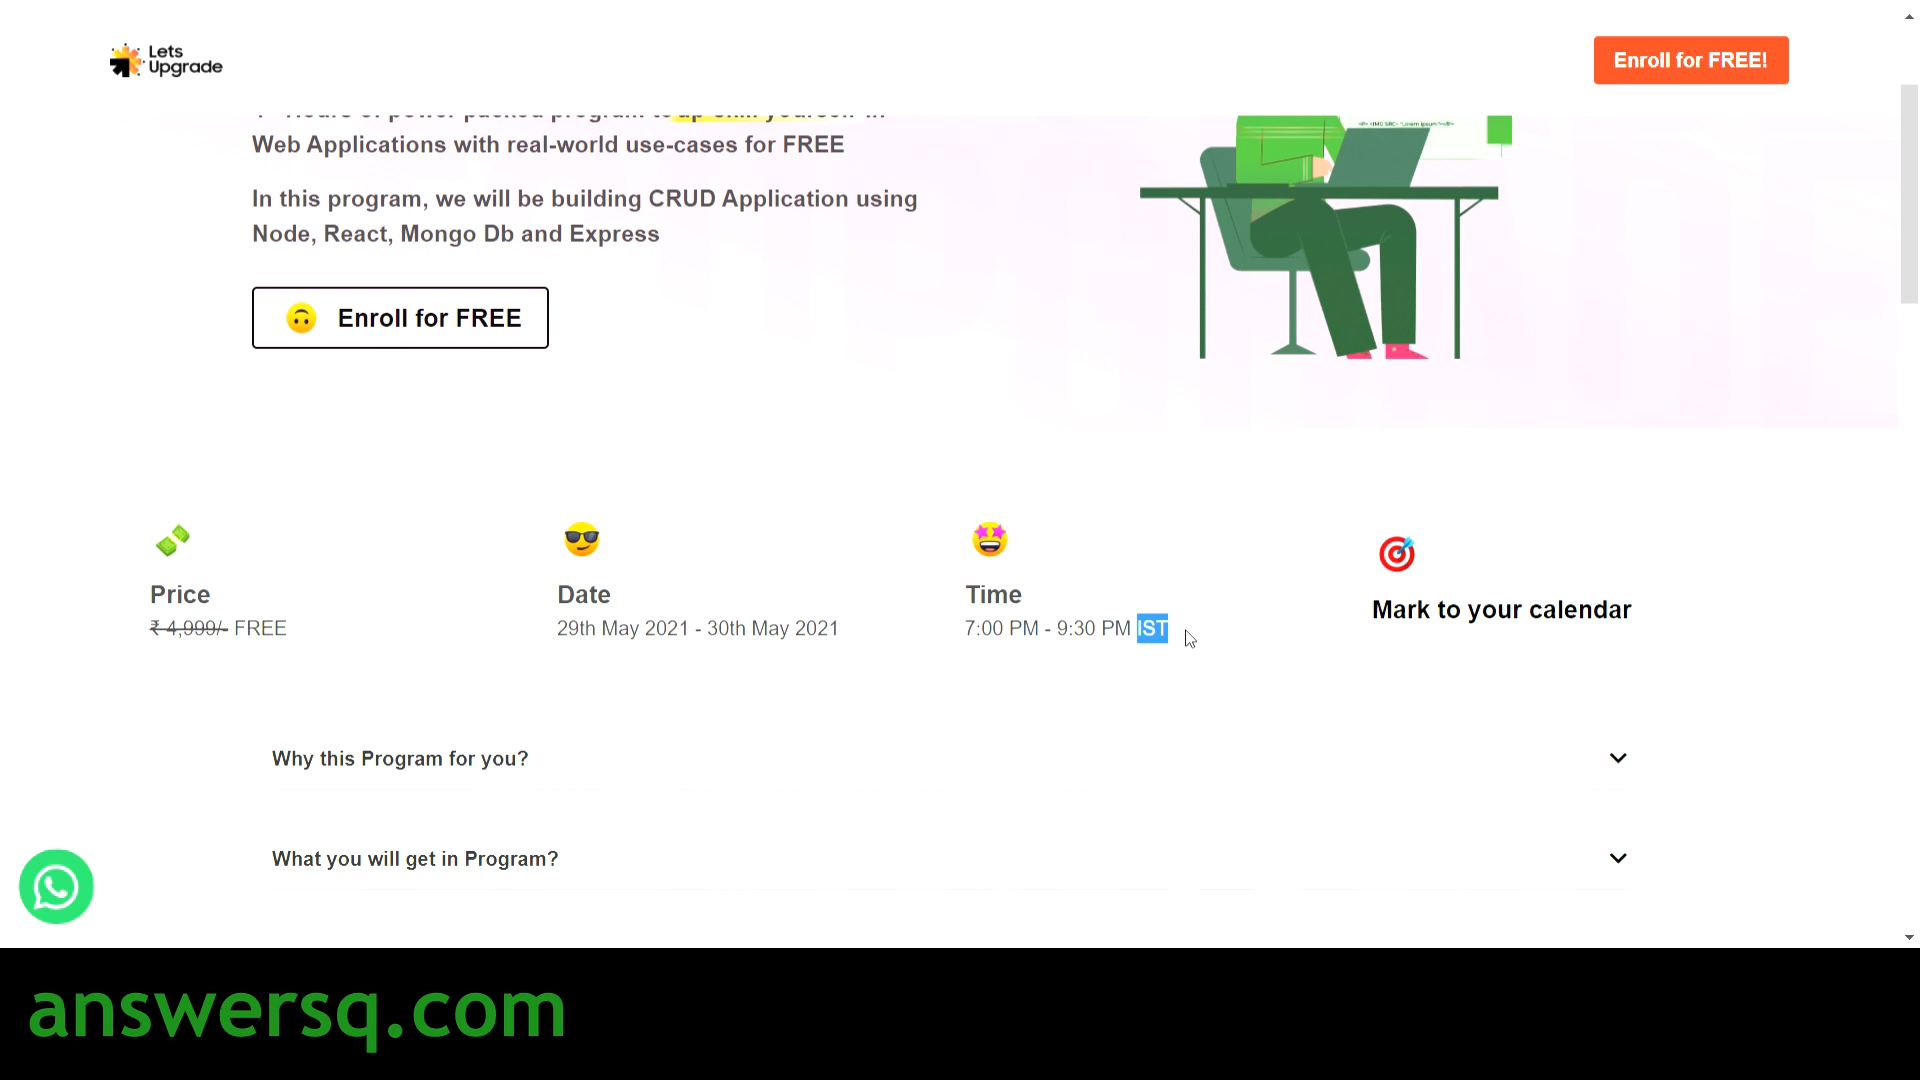 Lets
Upgrade
Enroll for FREE!
Web Applications with real-world use-cases for FREE
In this program, we will be building CRUD Application using
Node, React, Mongo Db and Express
Enroll for FREE
Price
Date
Time
Mark to your calendar
₹ 4,999/- FREE
29th May 2021 - 30th May 2021
7:00 PM - 9:30 PM IST
Why this Program for you?
What you will get in Program?
answersq.com